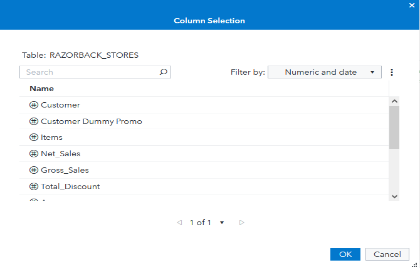 Column Selection
Table: RAZORBACK_STORES
Search
Filter by: Numeric and date
Name
Customer
Customer Dummy Promo
Items
Net_Sales
Gross_Sales
Total_Discount
1 of 1
OK Cancel